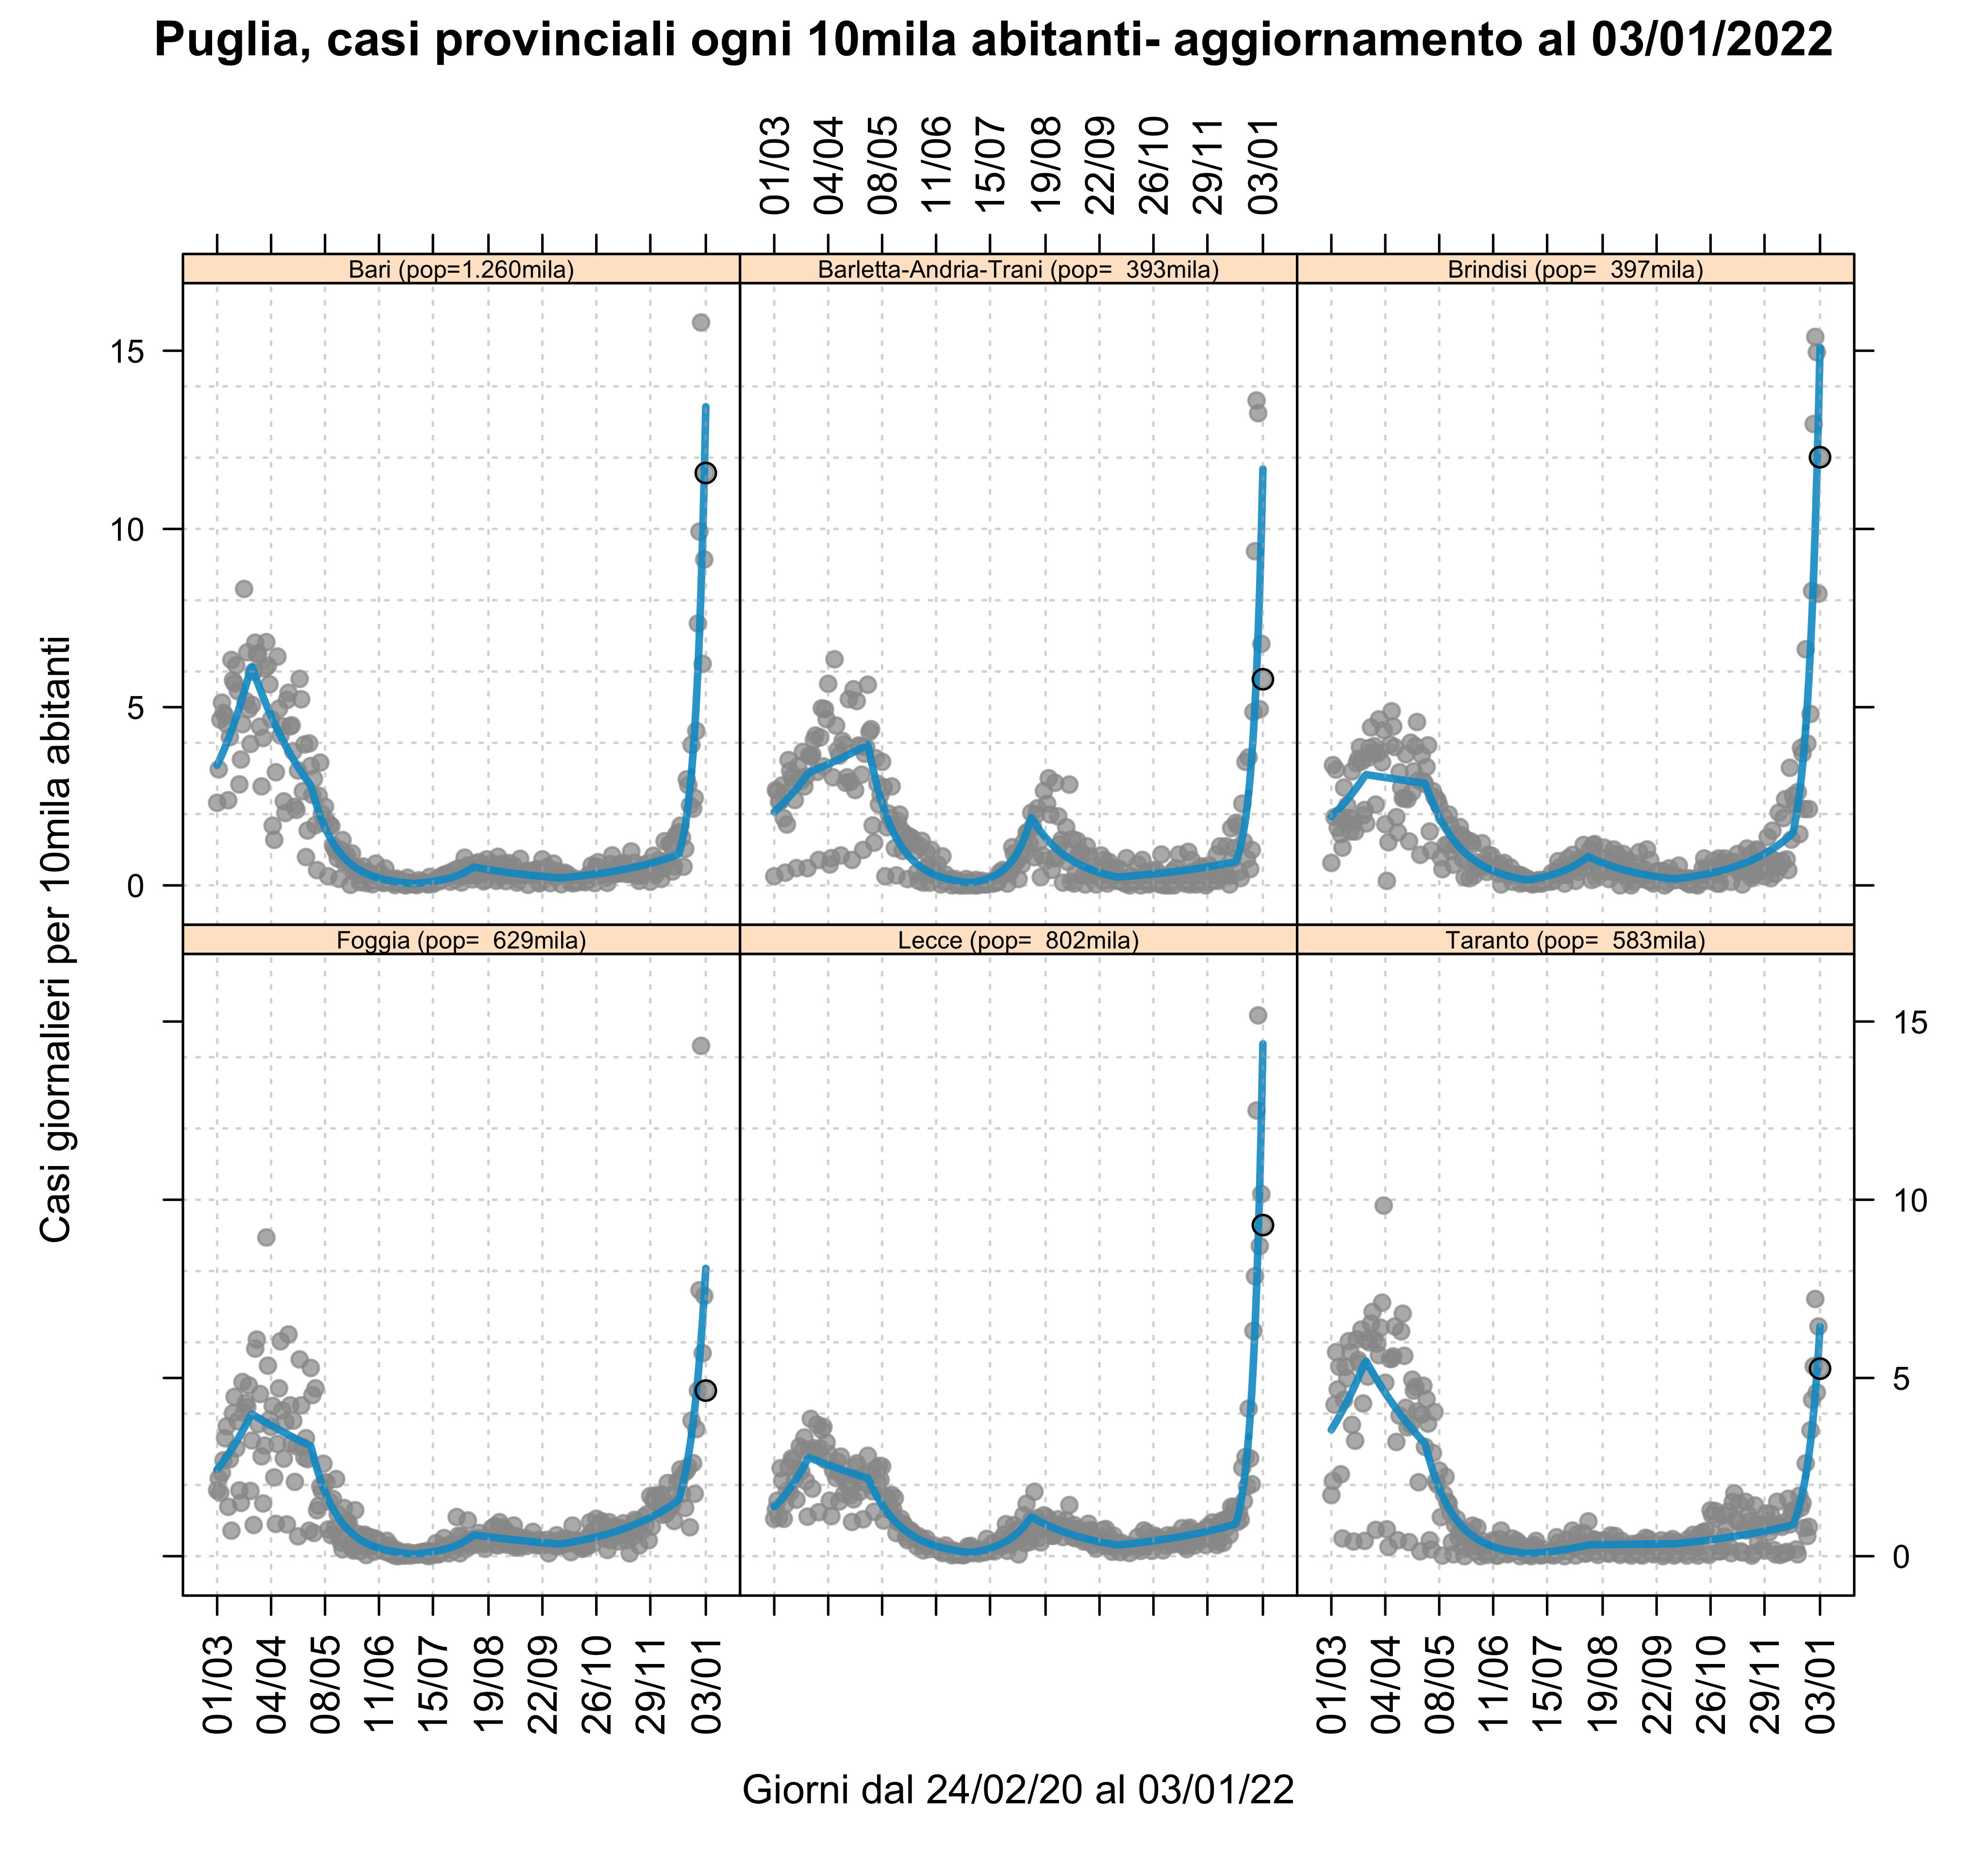 Puglia, casi provinciali ogni 10mila abitanti- aggiornamento al 03/01/2022
01/03 04/04 08/05 11/06 15/07 19/08 22/09 26/10 29/11 03/01
Bari (pop=1.260mila)
Barletta-Andria-Trani (pop=  393mila)
Brindisi (pop=  397mila)
15
10
5
0
Casi giornalieri per 10mila abitanti
Foggia (pop=  629mila)
Lecce (pop=  802mila)
Taranto (pop=  583mila)
15
10
5
0
01/03 04/04 08/05 11/06 15/07 19/08 22/09 26/10 29/11 03/01
01/03 04/04 08/05 11/06 15/07 19/08 22/09 26/10 29/11 03/01
Giorni dal 24/02/20 al 03/01/22